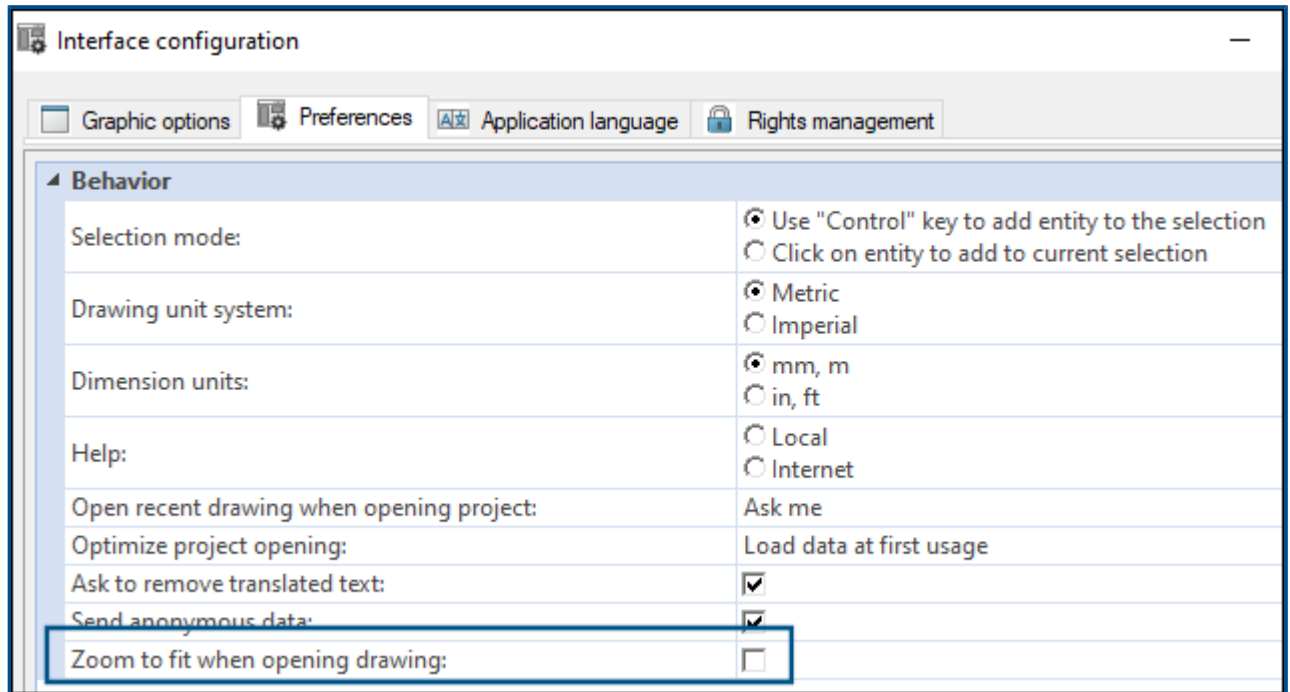 Interface configuration
Graphic options Preferences Application language Rights management
Behavior
Selection mode:
Use "Control" key to add entity to the selection
Click on entity to add to current selection
Drawing unit system:
Metric
Imperial
Dimension units:
mm, m
in, ft
Help:
Local
Internet
Open recent drawing when opening project: Ask me
Optimize project opening: Load data at first usage
Ask to remove translated text:
Send anonymous data:
Zoom to fit when opening drawing: